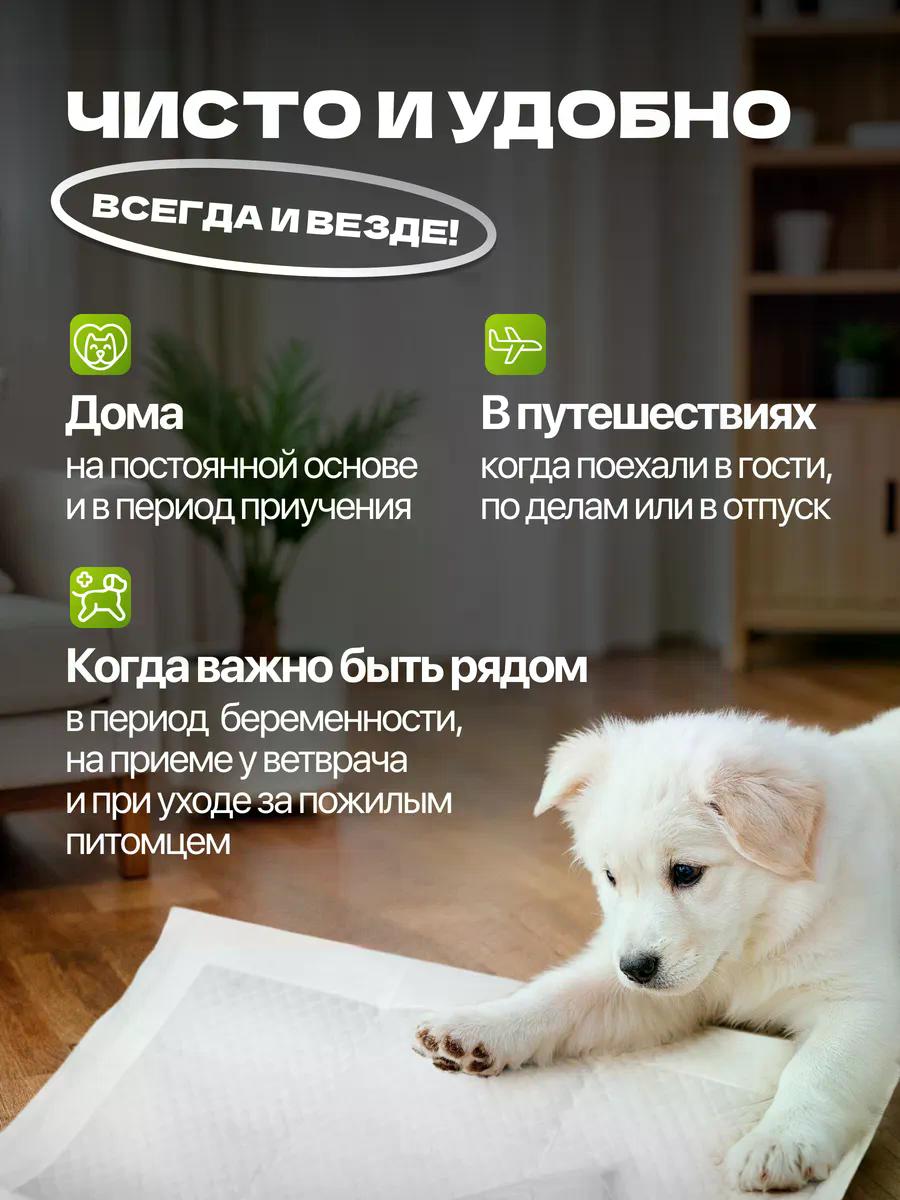 ЧИСТО И УДОБНО
ВСЕГДА И ВЕЗДЕ!
Дома
на постоянной основе
и в период приучения
В путешествиях
когда поехали в гости,
по делам или в отпуск
Когда важно быть рядом
в период беременности,
на приеме у ветврача
и при уходе за пожилым
питомцем